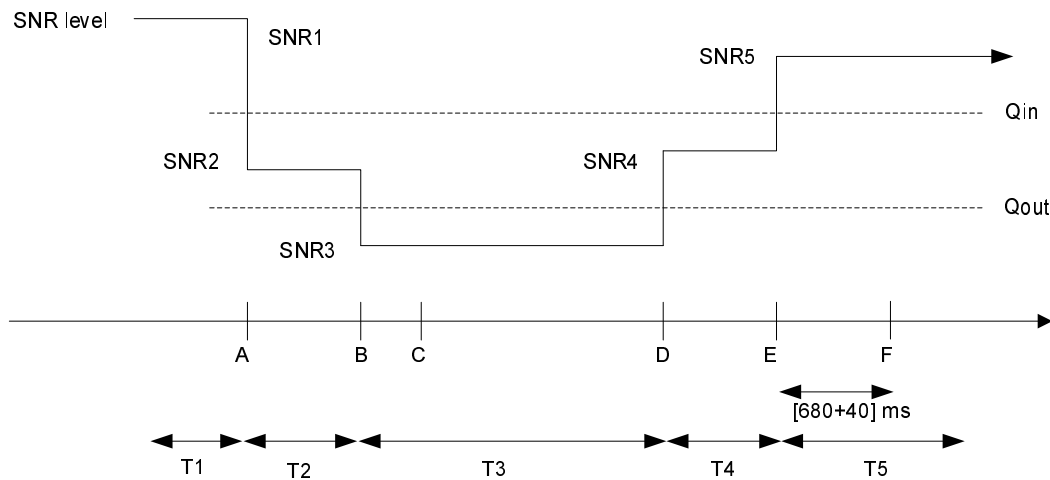 SNR level
SNR1
SNR5
Qin
SNR2
SNR4
Qout
SNR3
A B C D E F
[680+40] ms
T1 T2 T3 T4 T5